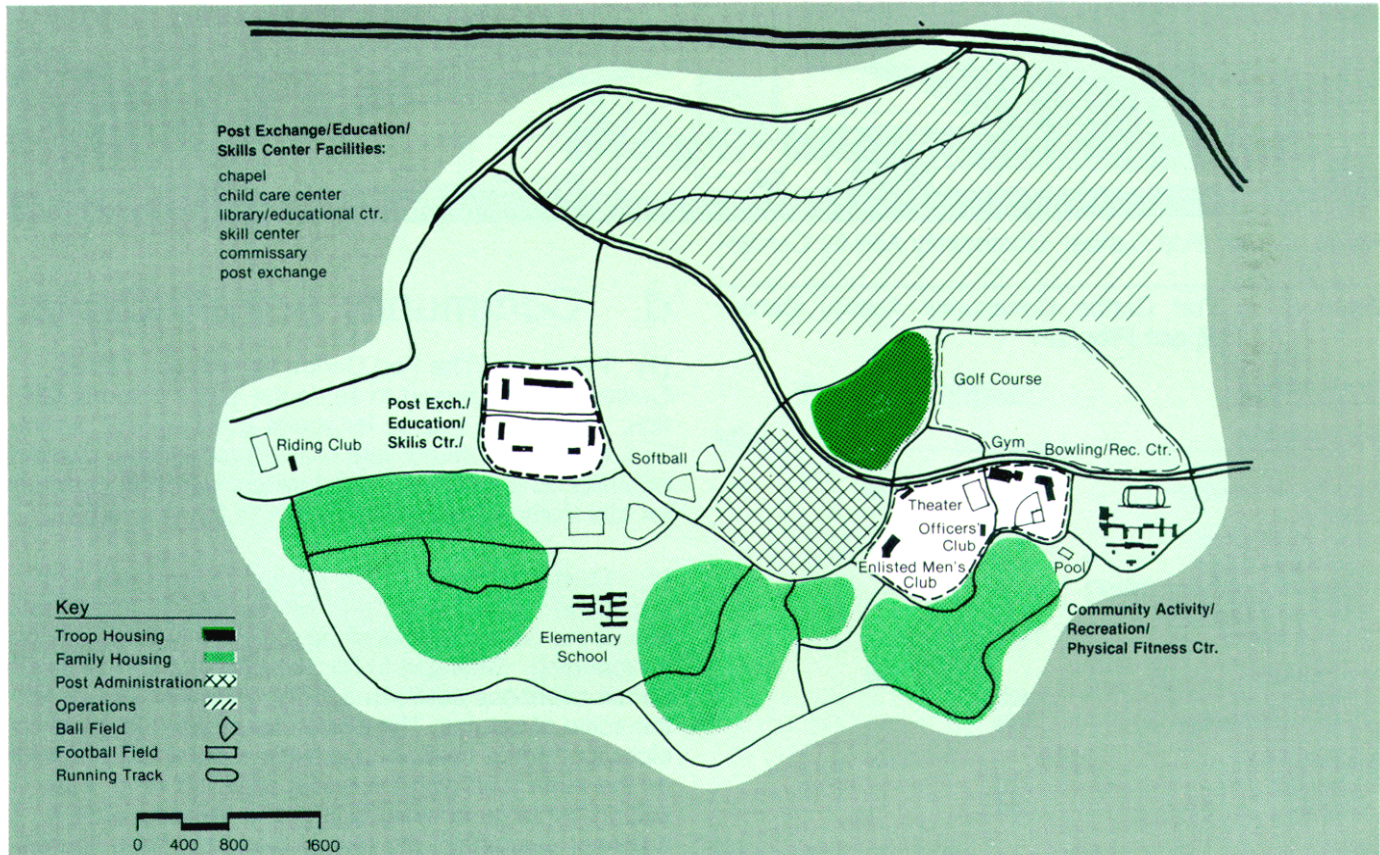 Post Exchange/Education/
Skills Center Facilities:
chapel
child care center
library/educational ctr.
skill center
commissary
post exchange
Golf Course
Post Exch./
Education/
Skills Ctr./
Riding Club
Softball
Gym
Bowling/Rec. Ctr.
Theater
Officers'
Club
Enlisted Men's
Club
Pool
Elementary
School
Community Activity/
Recreation/
Physical Fitness Ctr.
Key
Troop Housing
Family Housing
Post Administration
Operations
Ball Field
Football Field
Running Track
0 400 800 1600